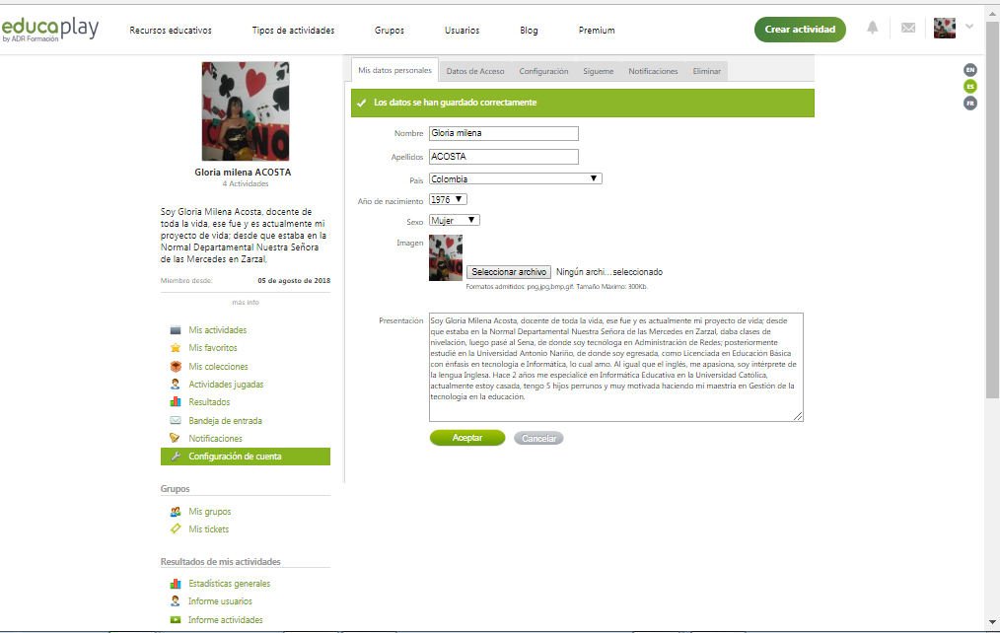 educaplay
by ADR Formación
Recursos educativos
Tipos de actividades
Grupos
Usuarios
Blog
Premium
Crear actividad
Mis datos personales
Datos de Acceso
Configuración
Sígueme
Notificaciones
Eliminar
EN
ES
FR
Los datos se han guardado correctamente
Gloria milena ACOSTA
4 Actividades
Soy Gloria Milena Acosta, docente de
toda la vida, ese fue y es actualmente mi
proyecto de vida; desde que estaba en la
Normal Departamental Nuestra Señora
de las Mercedes en Zarzal,
Miembro desde:
05 de agosto de 2018
más info
Mis actividades
Mis favoritos
Mis colecciones
Actividades jugadas
Resultados
Bandeja de entrada
Notificaciones
Configuración de cuenta
Grupos
Mis grupos
Mis tickets
Resultados de mis actividades
Estadísticas generales
Informe usuarios
Informe actividades
Nombre
Gloria milena
Apellidos
ACOSTA
País
Colombia
Año de nacimiento
1976
Sexo
Mujer
Imagen
Seleccionar archivo
Ningún archi...seleccionado
Formatos admitidos: png,jpg,bmp,gif. Tamaño Máximo: 300Kb.
Presentación
Soy Gloria Milena Acosta, docente de toda la vida, ese fue y es actualmente mi proyecto de vida; desde
que estaba en la Normal Departamental Nuestra Señora de las Mercedes en Zarzal, daba clases de
nivelación, luego pasé al Sena, de donde soy tecnóloga en Administración de Redes; posteriormente
estudié en la Universidad Antonio Nariño, de donde soy egresada, como Licenciada en Educación Básica
con énfasis en tecnología e Informática, lo cual amo. Al igual que el inglés, me apasiona, soy intérprete de
la lengua Inglesa. Hace 2 años me especialicé en Informática Educativa en la Universidad Católica,
actualmente estoy casada, tengo 5 hijos perrunos y muy motivada haciendo mi maestría en Gestión de la
tecnología en la educación.
Aceptar
Cancelar